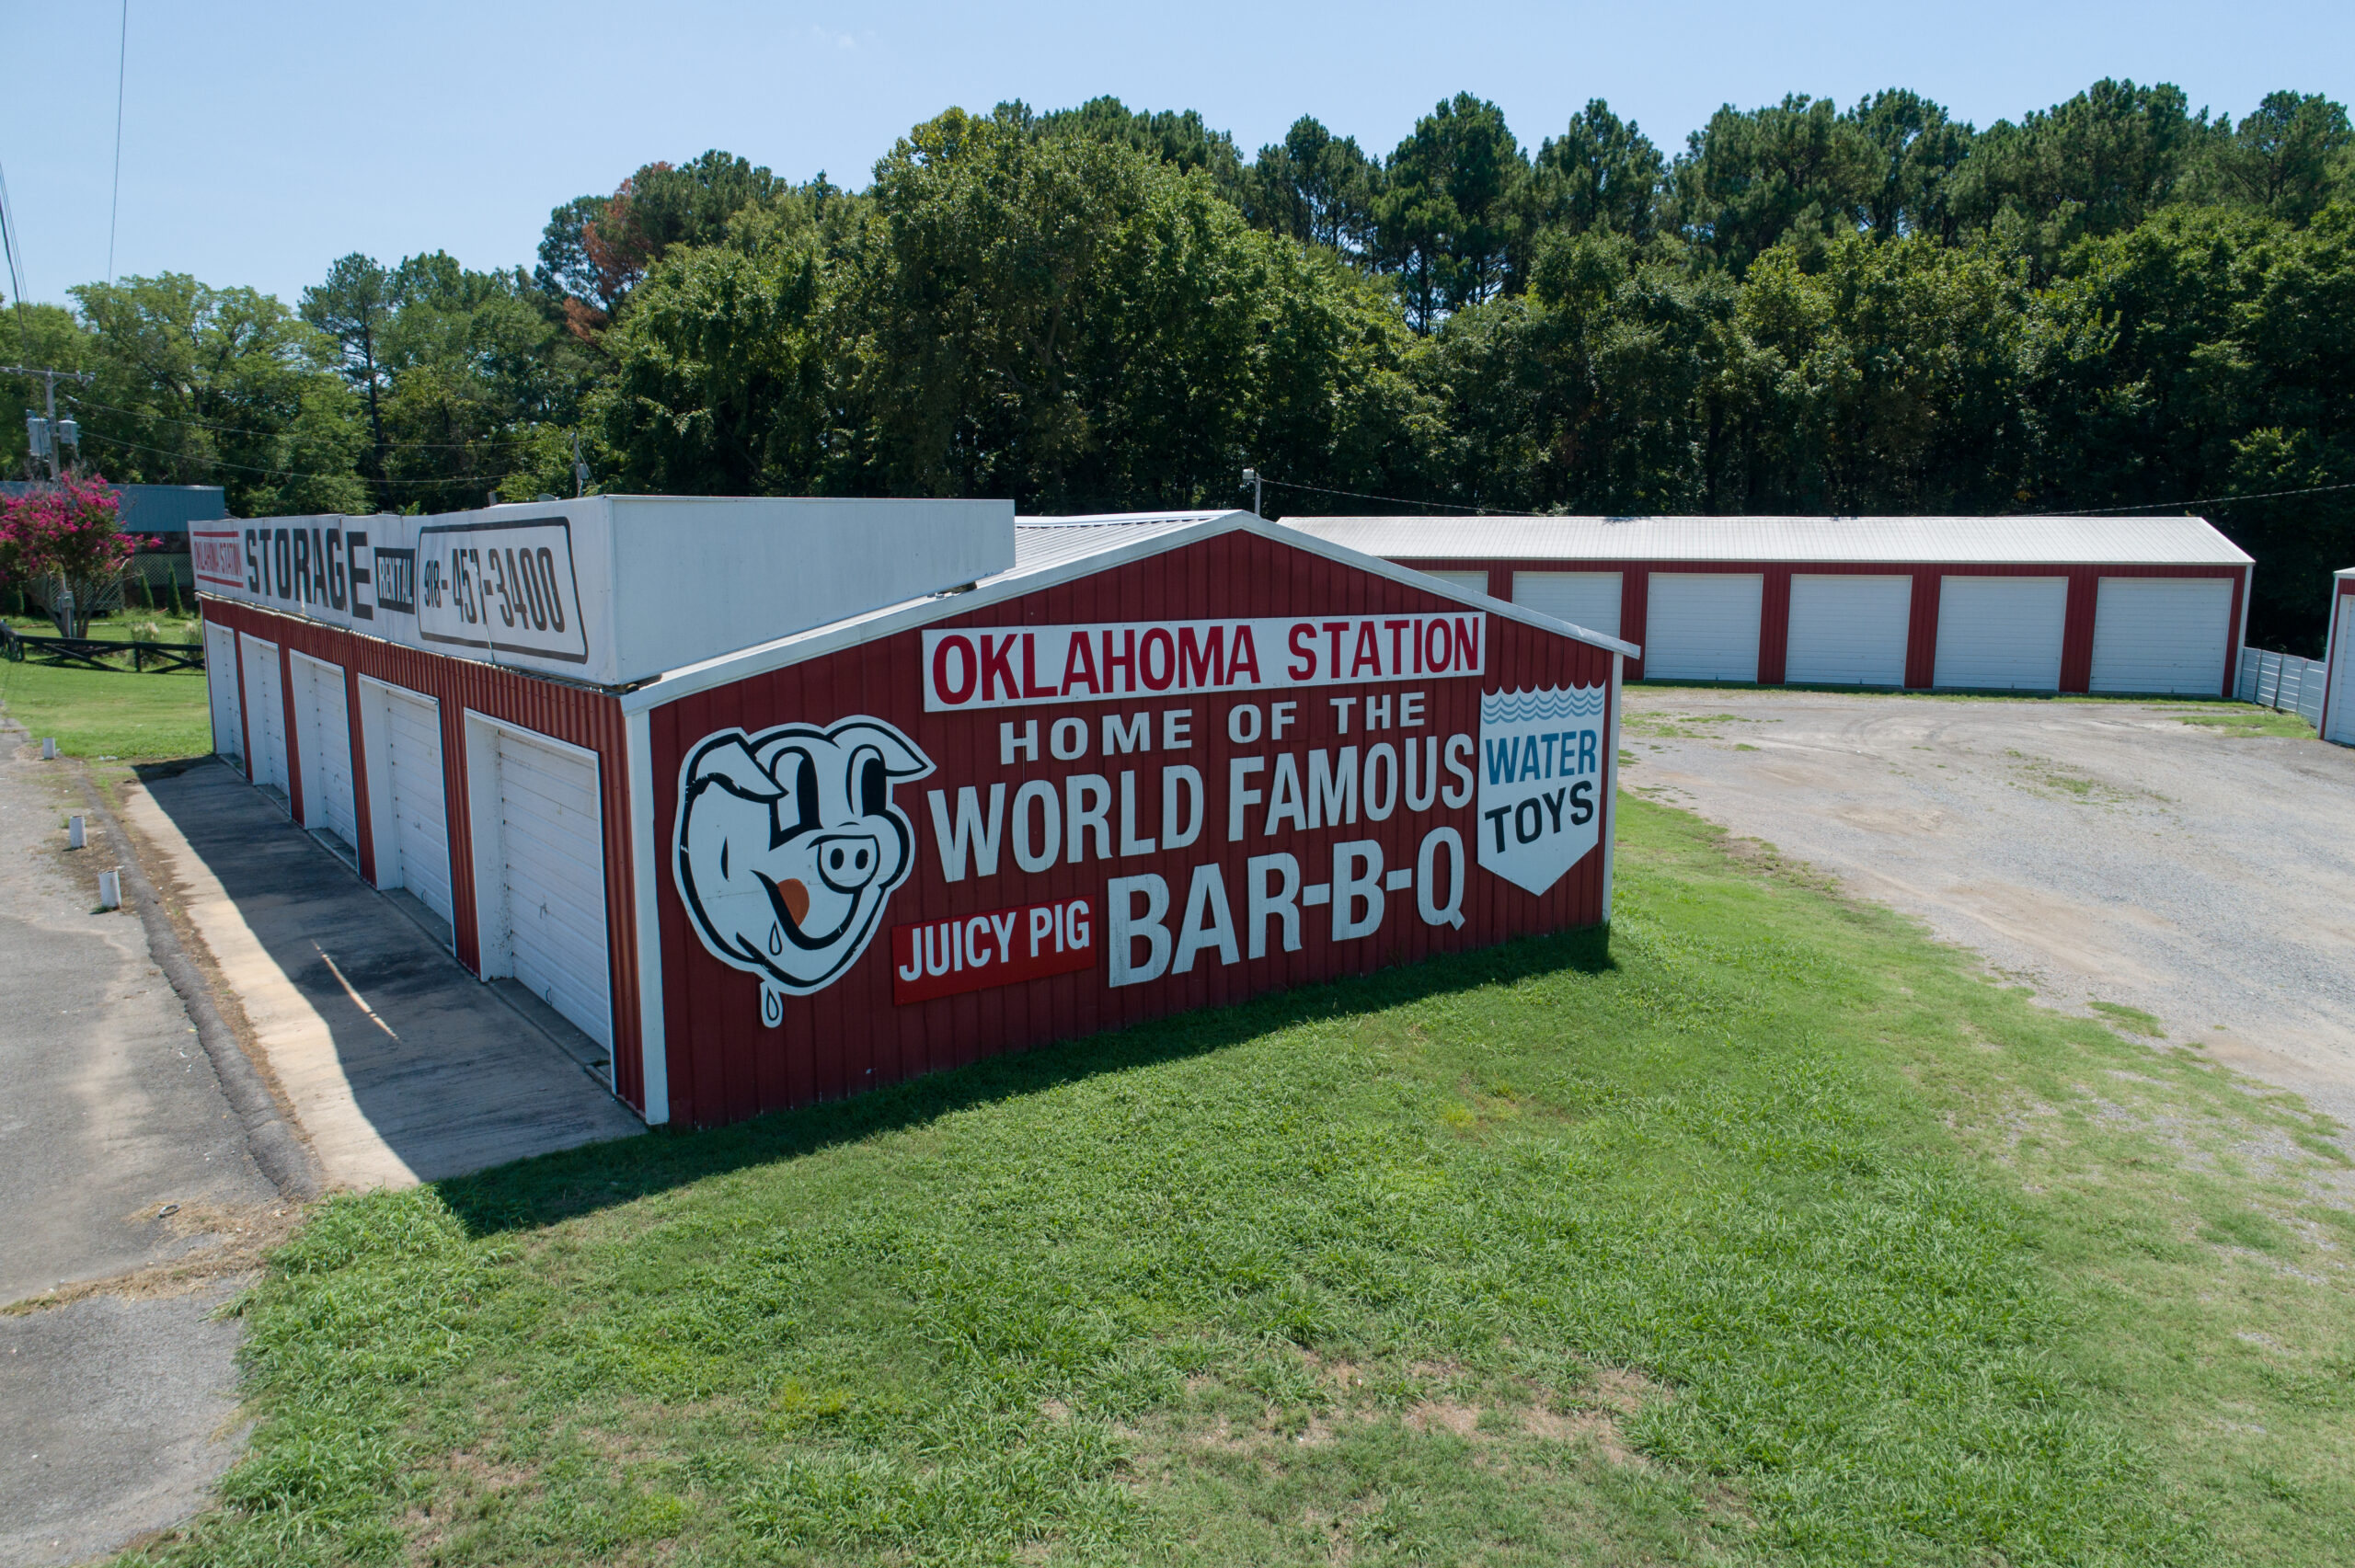 OKLAHOMA STATION
STORAGE
RENTAL
918-457-3400
OKLAHOMA STATION
HOME OF THE
WORLD FAMOUS
JUICY PIG
BAR-B-Q
WATER
TOYS